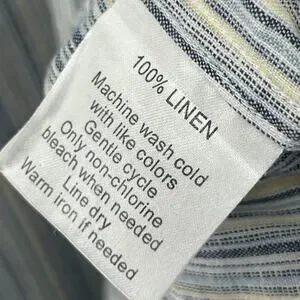 100% LINEN
Machine wash cold
with like colors
Gentle cycle
Only non-chlorine
bleach when needed
Line dry
Warm iron if needed